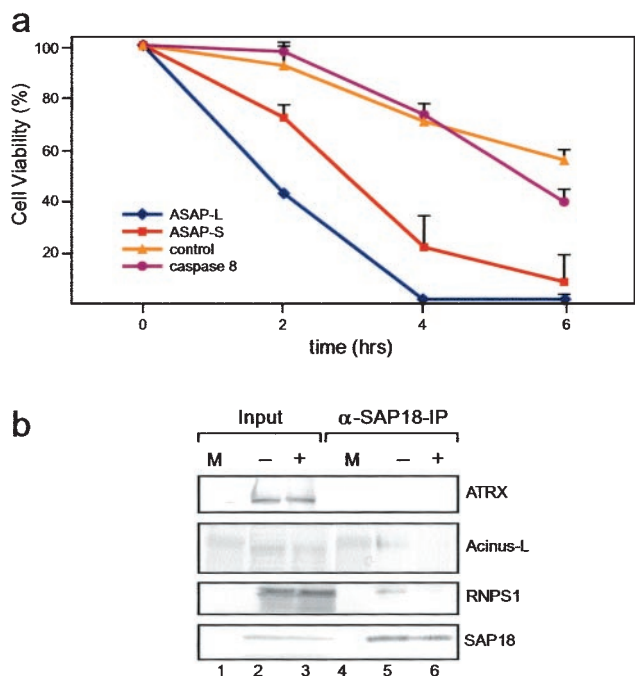 a
Cell Viability (%)
100
80
60
40
20
ASAP-L
ASAP-S
control
caspase 8
0 2 4 6
time (hrs)
b
Input α-SAP18-IP
M – + M – +
ATRX
Acinus-L
RNPS1
SAP18
1 2 3 4 5 6